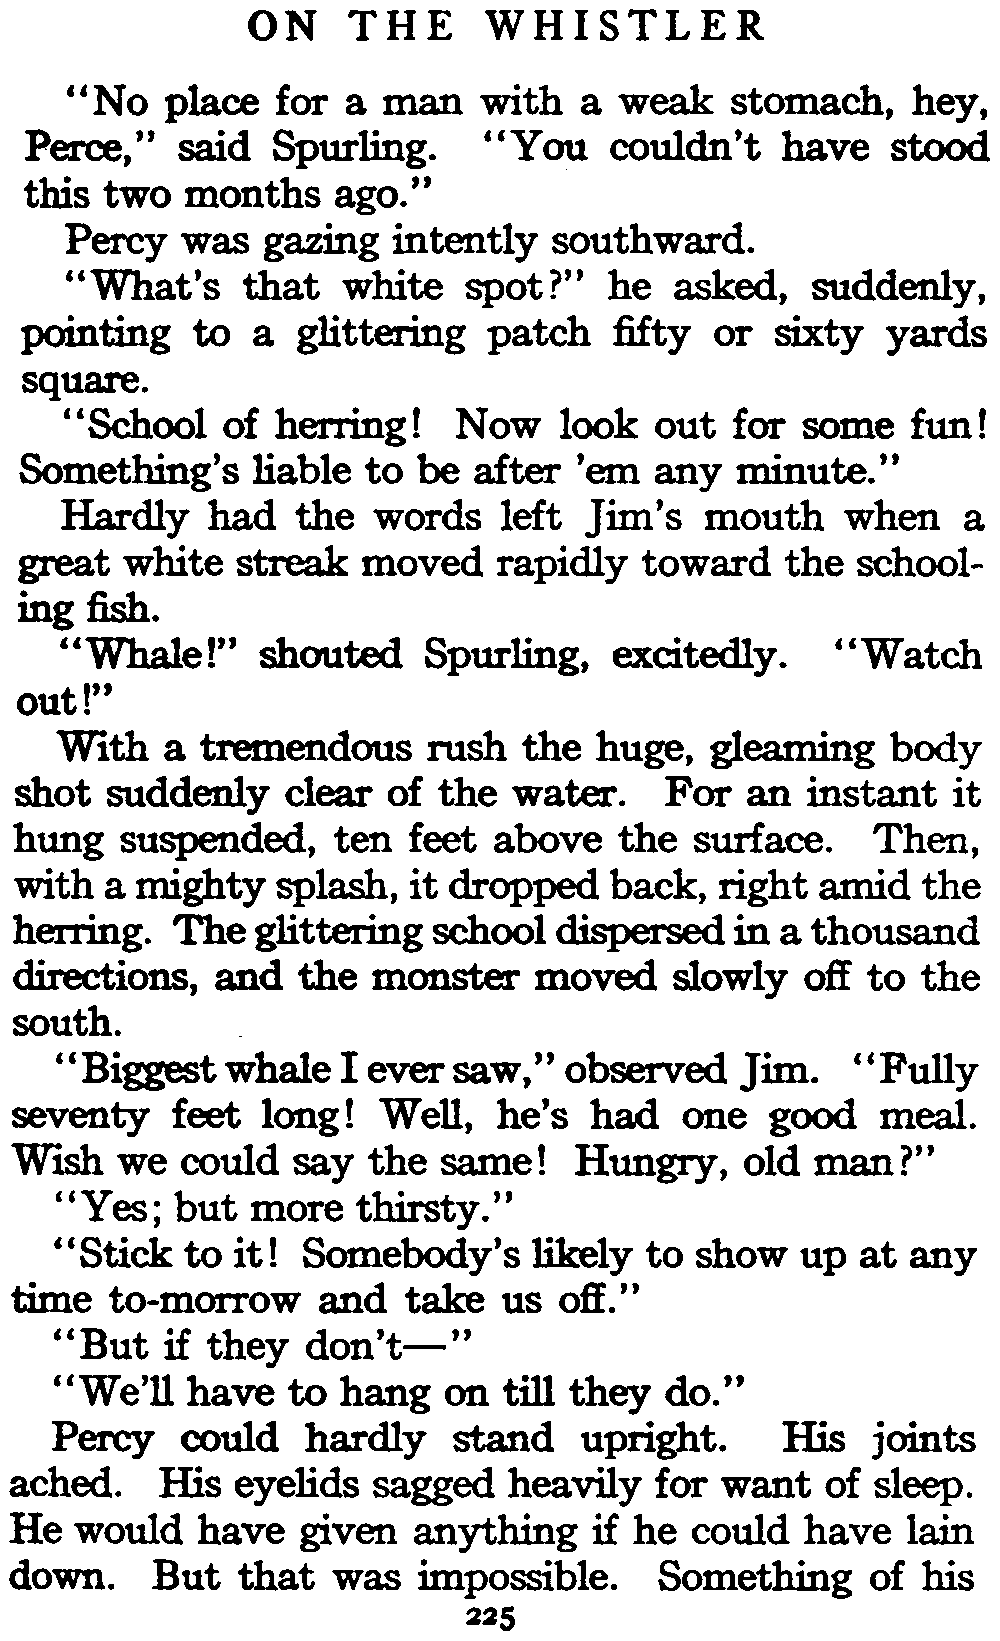 ON THE WHISTLER
"No place for a man with a weak stomach, hey,
Perce," said Spurling. "You couldn't have stood
this two months ago."
Percy was gazing intently southward.
"What's that white spot?" he asked, suddenly,
pointing to a glittering patch fifty or sixty yards
square.
"School of herring! Now look out for some fun!
Something's liable to be after 'em any minute."
Hardly had the words left Jim's mouth when a
great white streak moved rapidly toward the school-
ing fish.
"Whale!" shouted Spurling, excitedly. "Watch
out!"
With a tremendous rush the huge, gleaming body
shot suddenly clear of the water. For an instant it
hung suspended, ten feet above the surface. Then,
with a mighty splash, it dropped back, right amid the
herring. The glittering school dispersed in a thousand
directions, and the monster moved slowly off to the
south.
"Biggest whale I ever saw," observed Jim. "Fully
seventy feet long! Well, he's had one good meal.
Wish we could say the same! Hungry, old man?"
"Yes; but more thirsty."
"Stick to it! Somebody's likely to show up at any
time to-morrow and take us off."
"But if they don't—"
"We'll have to hang on till they do."
Percy could hardly stand upright. His joints
ached. His eyelids sagged heavily for want of sleep.
He would have given anything if he could have lain
down. But that was impossible. Something of his
225